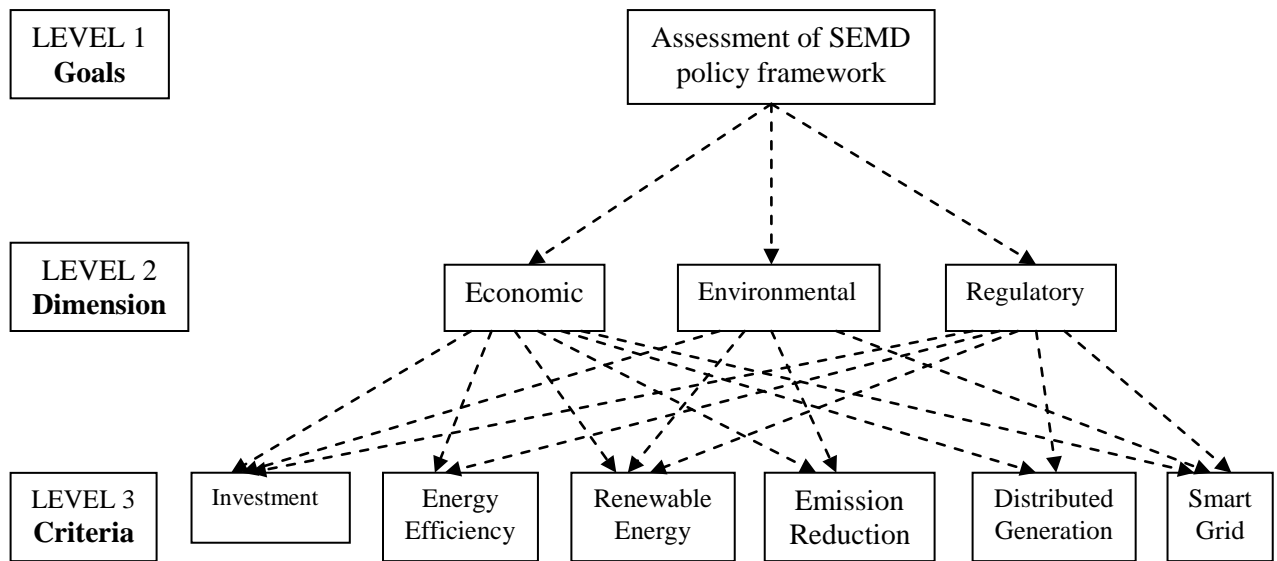 LEVEL 1
Goals
Assessment of SEMD
policy framework
LEVEL 2
Dimension
Economic
Environmental
Regulatory
LEVEL 3
Criteria
Investment
Energy
Efficiency
Renewable
Energy
Emission
Reduction
Distributed
Generation
Smart
Grid